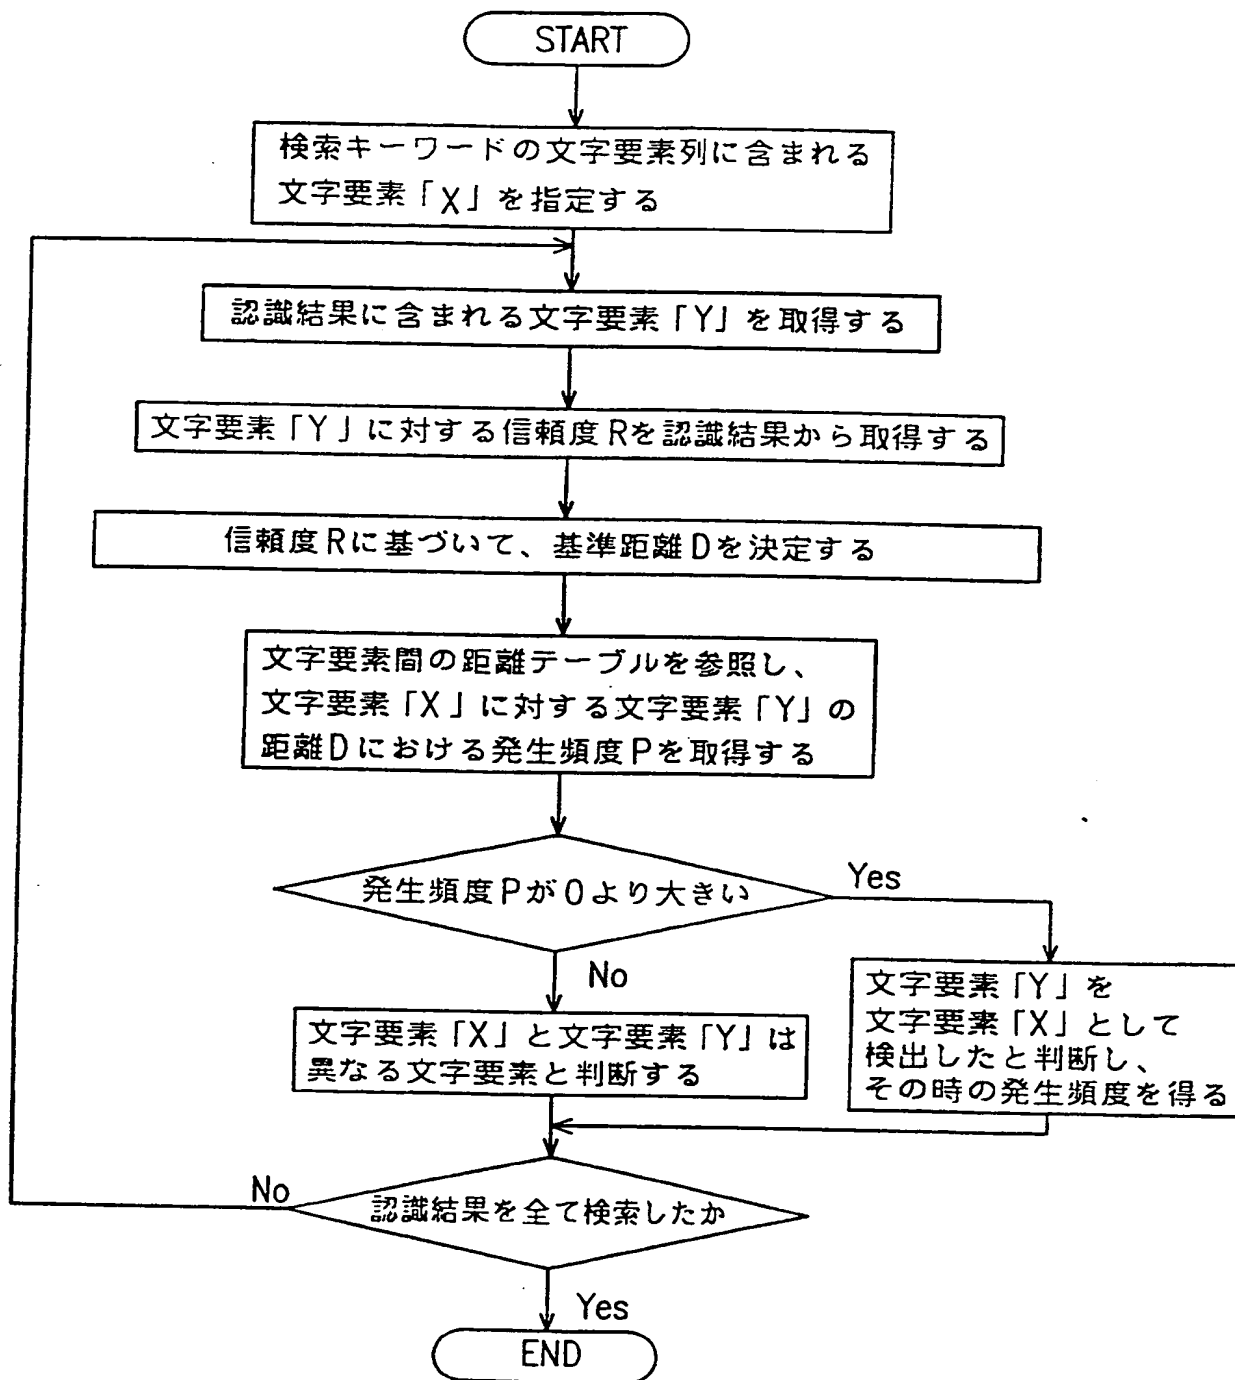 START
検索キーワードの文字要素列に含まれる
文字要素「X」を指定する
認識結果に含まれる文字要素「Y」を取得する
文字要素「Y」に対する信頼度Rを認識結果から取得する
信頼度Rに基づいて、基準距離Dを決定する
文字要素間の距離テーブルを参照し、
文字要素「X」に対する文字要素「Y」の
距離Dにおける発生頻度Pを取得する
発生頻度Pが0より大きい
Yes
No
文字要素「X」と文字要素「Y」は
異なる文字要素と判断する
文字要素「Y」を
文字要素「X」として
検出したと判断し、
その時の発生頻度を得る
No
認識結果を全て検索したか
Yes
END